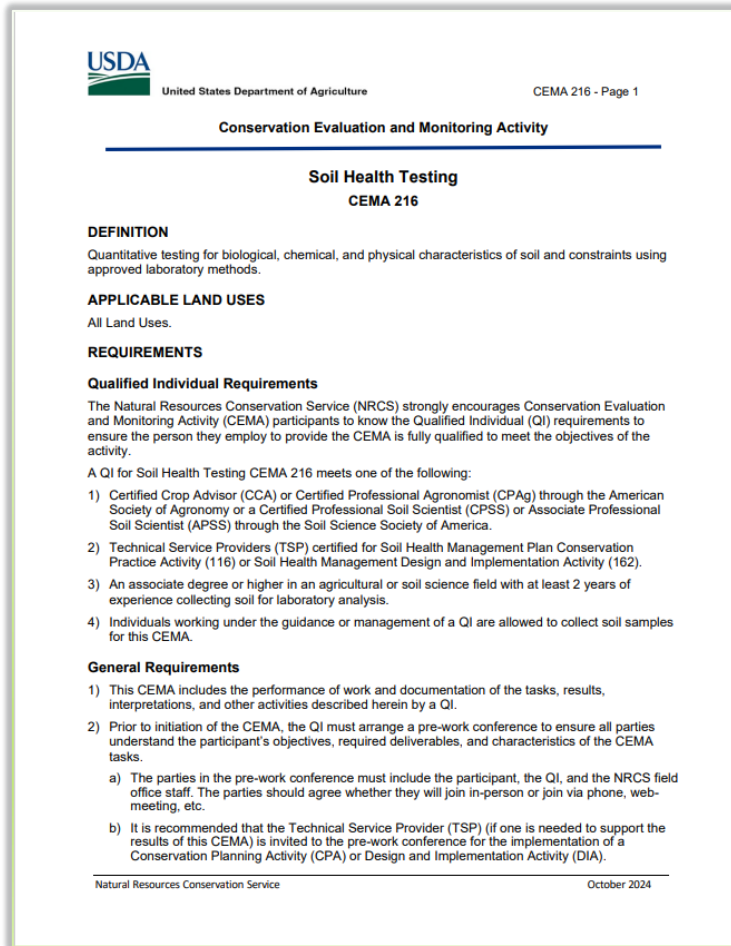 USDA
United States Department of Agriculture CEMA 216 - Page 1
Conservation Evaluation and Monitoring Activity
Soil Health Testing
CEMA 216
DEFINITION
Quantitative testing for biological, chemical, and physical characteristics of soil and constraints using
approved laboratory methods.
APPLICABLE LAND USES
All Land Uses.
REQUIREMENTS
Qualified Individual Requirements
The Natural Resources Conservation Service (NRCS) strongly encourages Conservation Evaluation
and Monitoring Activity (CEMA) participants to know the Qualified Individual (QI) requirements to
ensure the person they employ to provide the CEMA is fully qualified to meet the objectives of the
activity.
A QI for Soil Health Testing CEMA 216 meets one of the following:
1) Certified Crop Advisor (CCA) or Certified Professional Agronomist (CPAg) through the American
Society of Agronomy or a Certified Professional Soil Scientist (CPSS) or Associate Professional
Soil Scientist (APSS) through the Soil Science Society of America.
2) Technical Service Providers (TSP) certified for Soil Health Management Plan Conservation
Practice Activity (116) or Soil Health Management Design and Implementation Activity (162).
3) An associate degree or higher in an agricultural or soil science field with at least 2 years of
experience collecting soil for laboratory analysis.
4) Individuals working under the guidance or management of a QI are allowed to collect soil samples
for this CEMA.
General Requirements
1) This CEMA includes the performance of work and documentation of the tasks, results,
interpretations, and other activities described herein by a QI.
2) Prior to initiation of the CEMA, the QI must arrange a pre-work conference to ensure all parties
understand the participant's objectives, required deliverables, and characteristics of the CEMA
tasks.
a) The parties in the pre-work conference must include the participant, the QI, and the NRCS field
office staff. The parties should agree whether they will join in-person or join via phone, web-
meeting, etc.
b) It is recommended that the Technical Service Provider (TSP) (if one is needed to support the
results of this CEMA) is invited to the pre-work conference for the implementation of a
Conservation Planning Activity (CPA) or Design and Implementation Activity (DIA).
Natural Resources Conservation Service October 2024